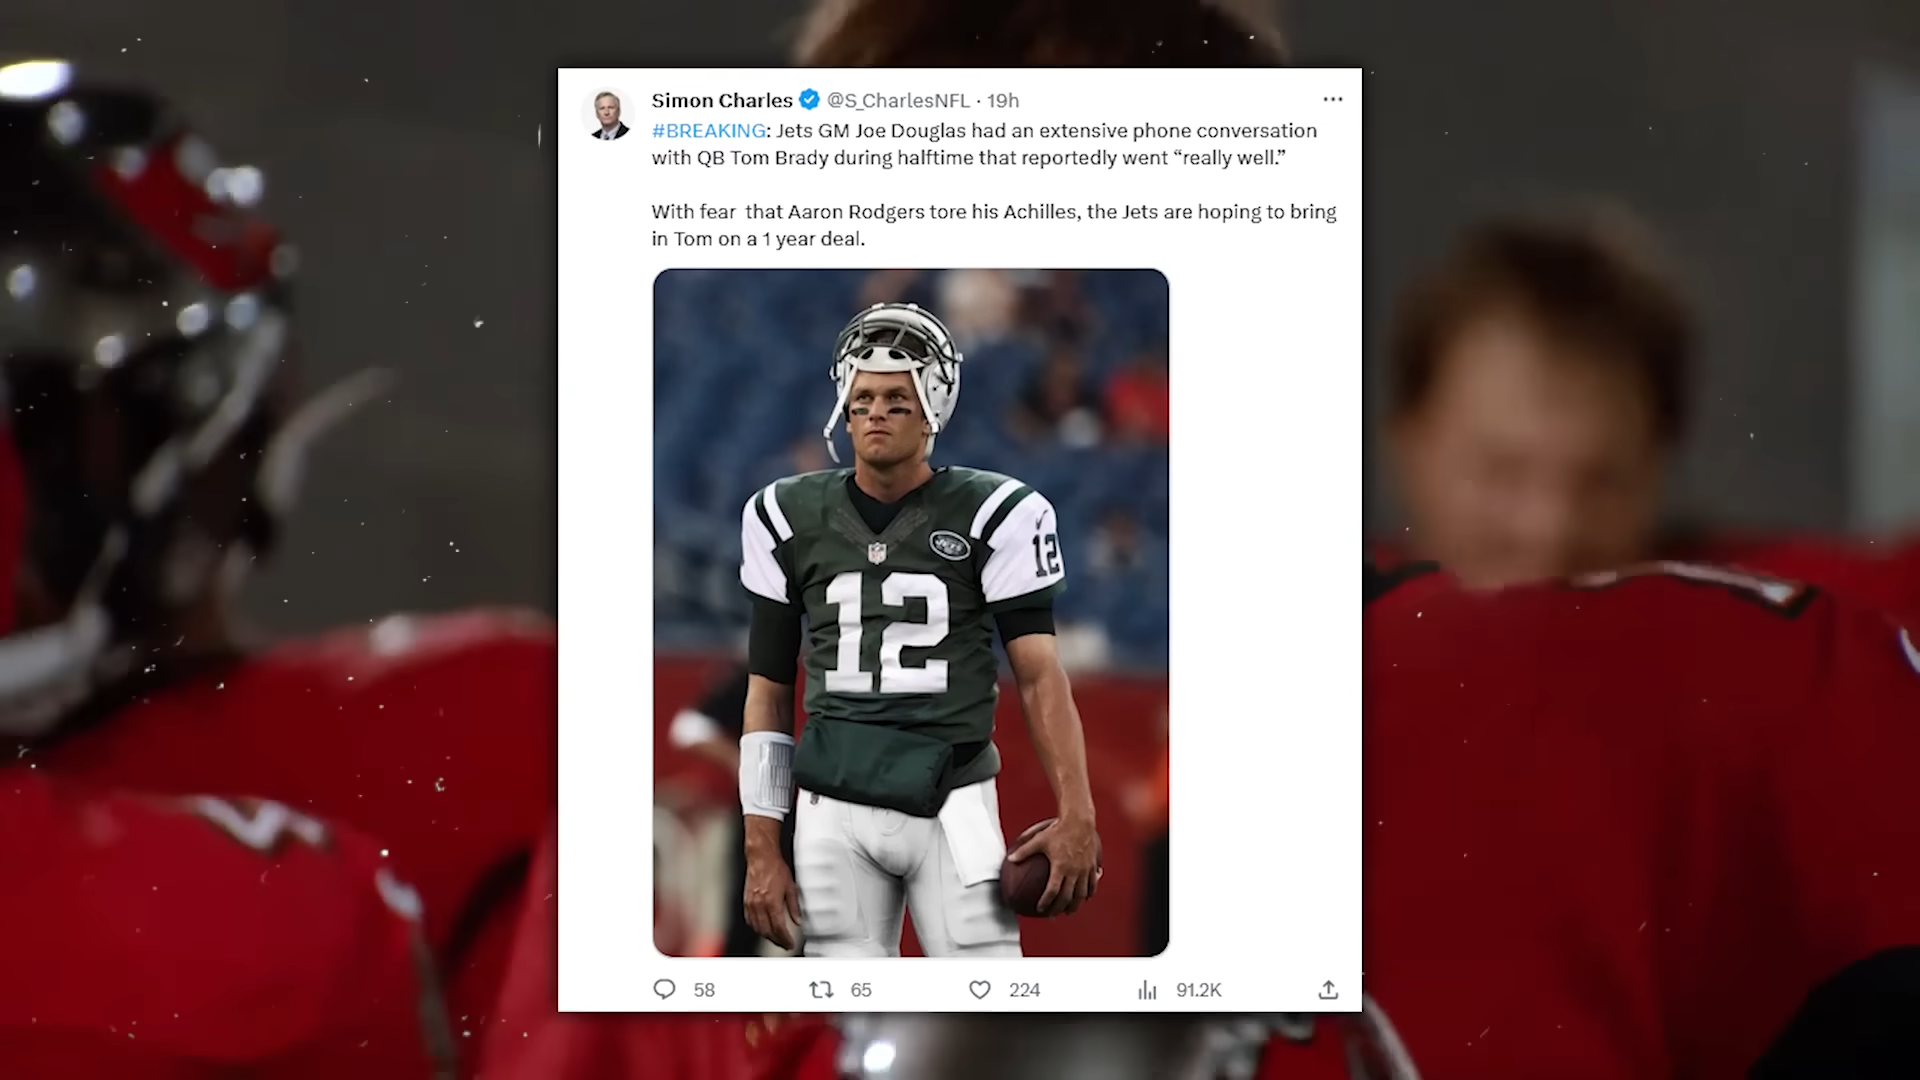 Simon Charles @S_CharlesNFL · 19h
#BREAKING: Jets GM Joe Douglas had an extensive phone conversation
with QB Tom Brady during halftime that reportedly went “really well.”
With fear that Aaron Rodgers tore his Achilles, the Jets are hoping to bring
in Tom on a 1 year deal.
JETS
12
12
58 65 224 91.2K